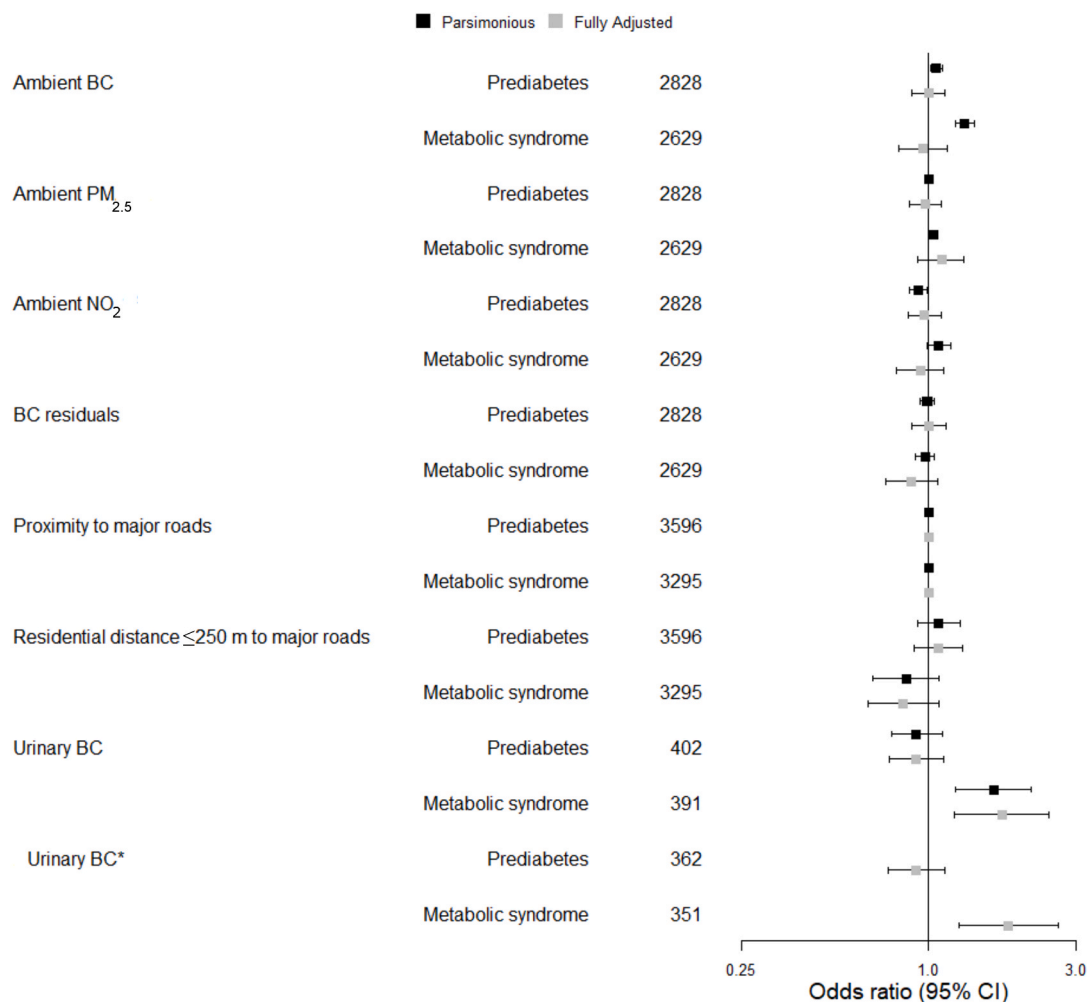 Parsimonious Fully Adjusted
Ambient BC Prediabetes 2828
Metabolic syndrome 2629
Ambient PM2.5 Prediabetes 2828
Metabolic syndrome 2629
Ambient NO2 Prediabetes 2828
Metabolic syndrome 2629
BC residuals Prediabetes 2828
Metabolic syndrome 2629
Proximity to major roads Prediabetes 3596
Metabolic syndrome 3295
Residential distance ≤250 m to major roads Prediabetes 3596
Metabolic syndrome 3295
Urinary BC Prediabetes 402
Metabolic syndrome 391
Urinary BC* Prediabetes 362
Metabolic syndrome 351
0.25 1.0 3.0
Odds ratio (95% CI)